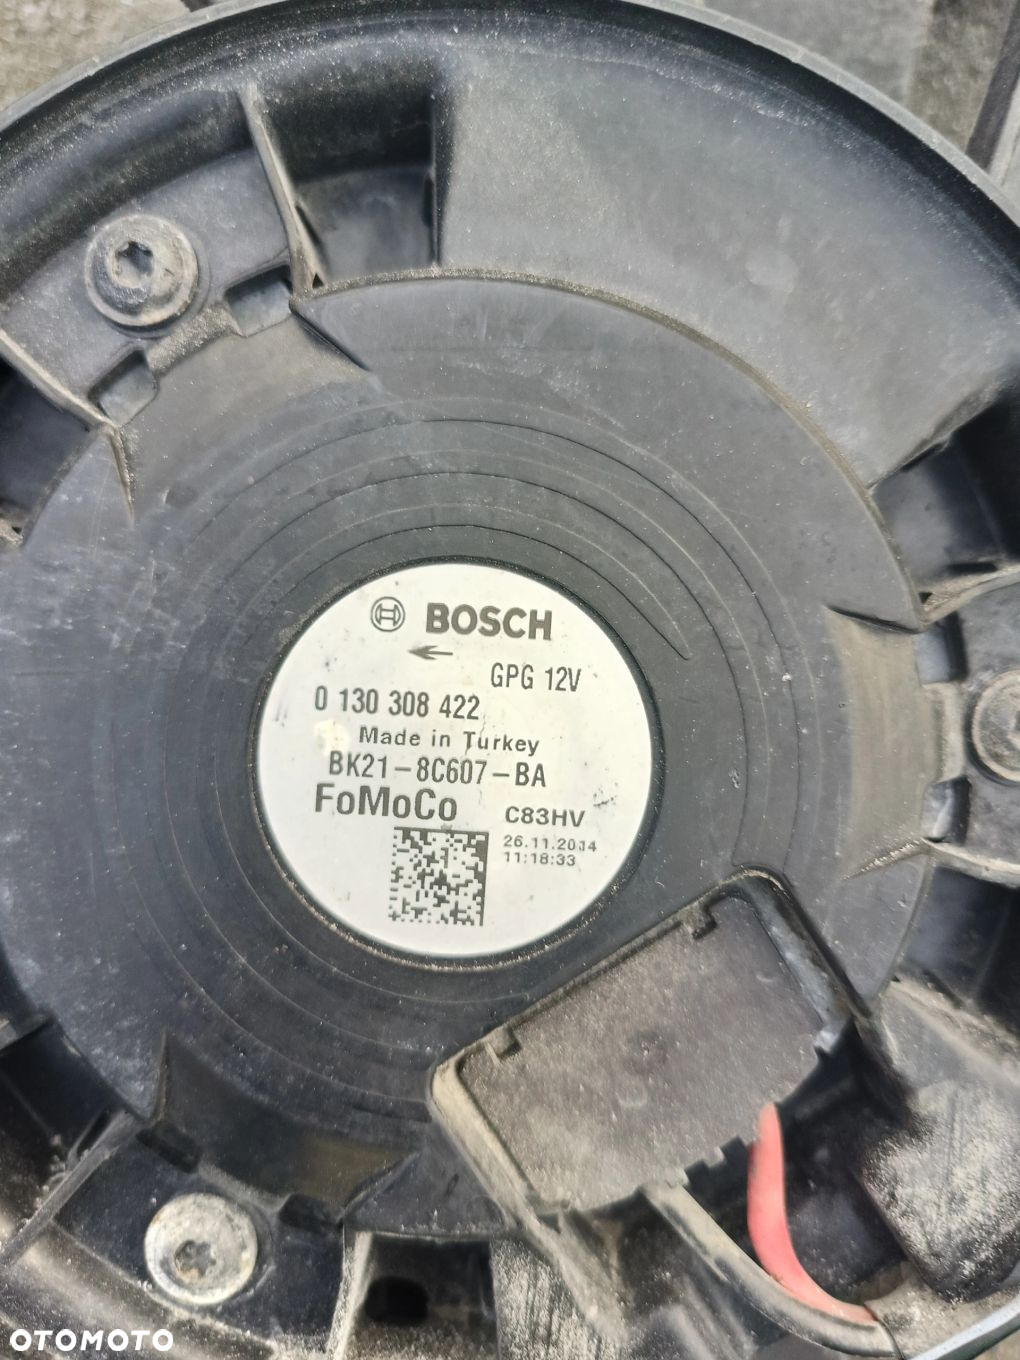 BOSCH
GPG 12V
0 130 308 422
Made in Turkey
BK21-8C607-BA
FoMoCo C83HV
26.11.2014
11:18:33
OTOMOTO